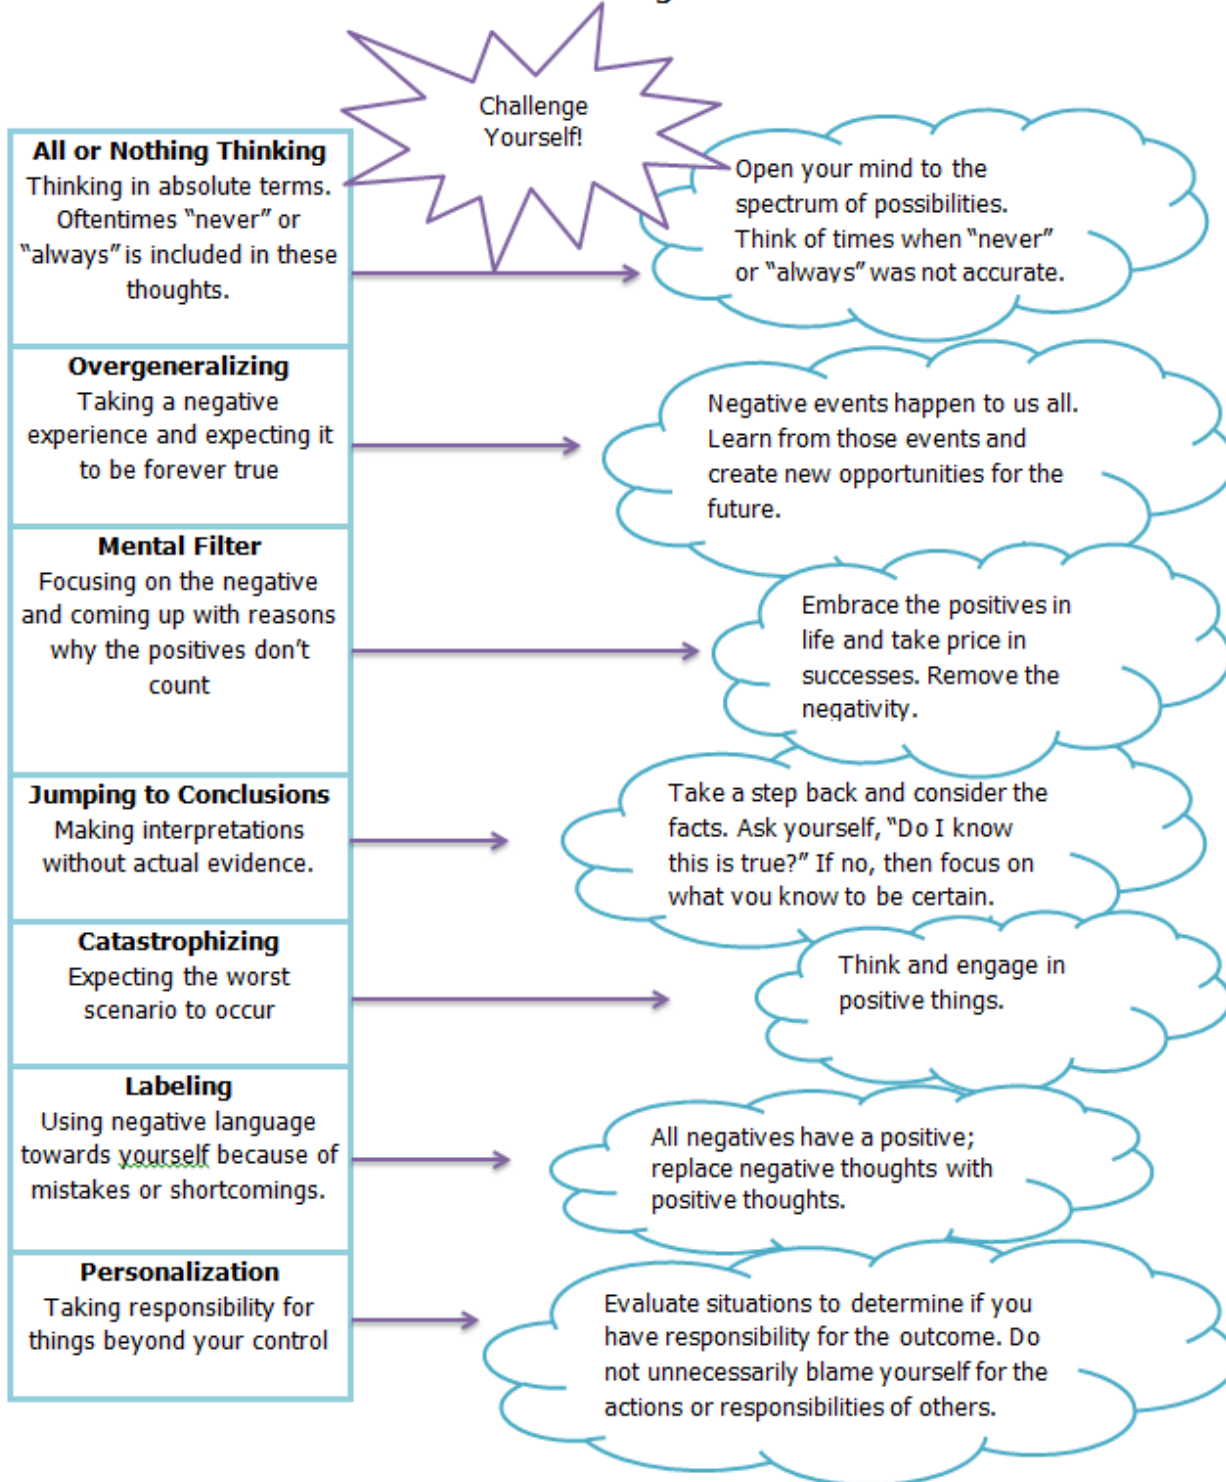 Challenge
Yourself!
All or Nothing Thinking
Thinking in absolute terms.
Oftentimes “never” or
“always” is included in these
thoughts.
Open your mind to the
spectrum of possibilities.
Think of times when “never”
or “always” was not accurate.
Overgeneralizing
Taking a negative
experience and expecting it
to be forever true
Negative events happen to us all.
Learn from those events and
create new opportunities for the
future.
Mental Filter
Focusing on the negative
and coming up with reasons
why the positives don’t
count
Embrace the positives in
life and take price in
successes. Remove the
negativity.
Jumping to Conclusions
Making interpretations
without actual evidence.
Take a step back and consider the
facts. Ask yourself, “Do I know
this is true?” If no, then focus on
what you know to be certain.
Catastrophizing
Expecting the worst
scenario to occur
Think and engage in
positive things.
Labeling
Using negative language
towards yourself because of
mistakes or shortcomings.
All negatives have a positive;
replace negative thoughts with
positive thoughts.
Personalization
Taking responsibility for
things beyond your control
Evaluate situations to determine if you
have responsibility for the outcome. Do
not unnecessarily blame yourself for the
actions or responsibilities of others.